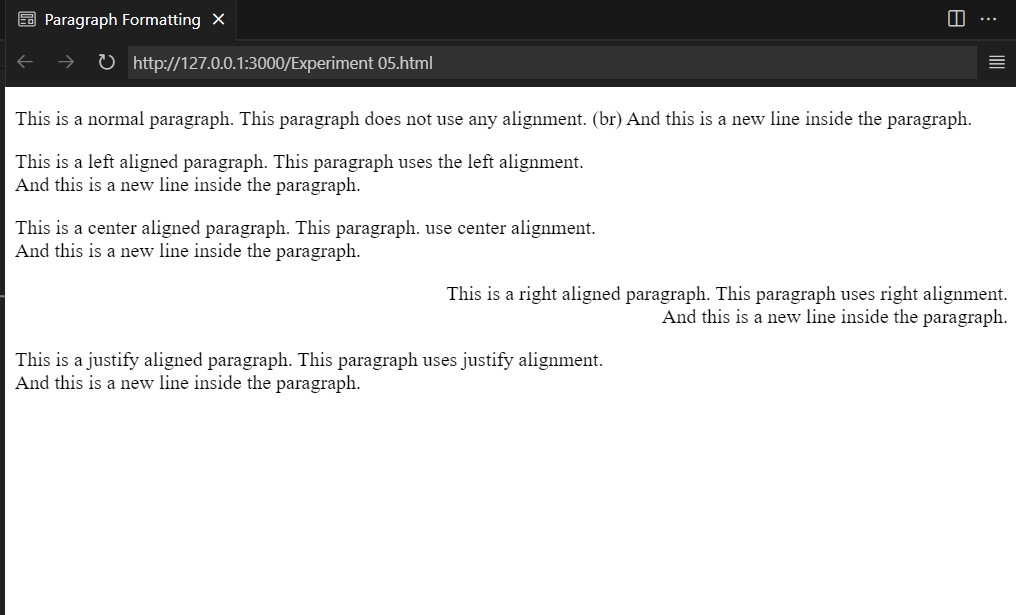 Paragraph Formatting
http://127.0.0.1:3000/Experiment 05.html
This is a normal paragraph. This paragraph does not use any alignment. (br) And this is a new line inside the paragraph.
This is a left aligned paragraph. This paragraph uses the left alignment.
And this is a new line inside the paragraph.
This is a center aligned paragraph. This paragraph. use center alignment.
And this is a new line inside the paragraph.
This is a right aligned paragraph. This paragraph uses right alignment.
And this is a new line inside the paragraph.
This is a justify aligned paragraph. This paragraph uses justify alignment.
And this is a new line inside the paragraph.